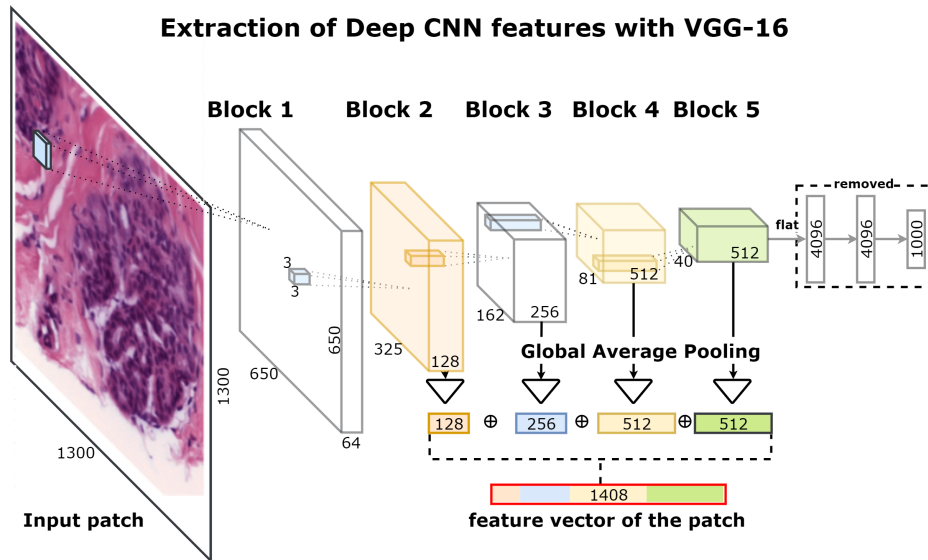 Extraction of Deep CNN features with VGG-16
Block 1
Block 2
Block 3
Block 4
Block 5
removed
flat
4096
4096
1000
3
3
650
650
64
325
128
162
256
81
512
40
512
1300
1300
Global Average Pooling
128 ⊕ 256 ⊕ 512 ⊕ 512
1408
Input patch
feature vector of the patch